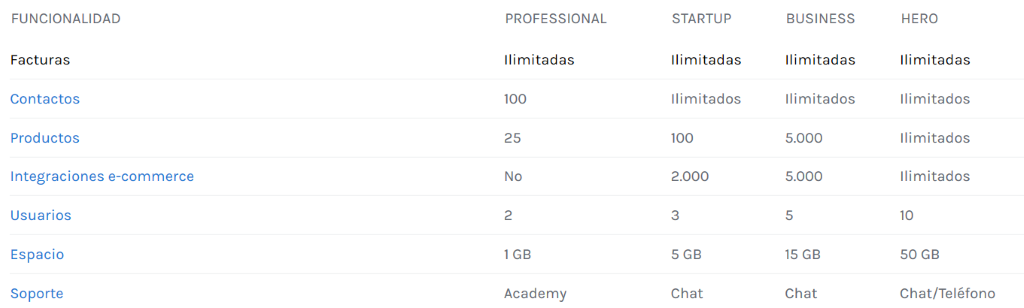 FUNCIONALIDAD PROFESSIONAL STARTUP BUSINESS HERO
Facturas Ilimitadas Ilimitadas Ilimitadas Ilimitadas
Contactos 100 Ilimitados Ilimitados Ilimitados
Productos 25 100 5.000 Ilimitados
Integraciones e-commerce No 2.000 5.000 Ilimitados
Usuarios 2 3 5 10
Espacio 1 GB 5 GB 15 GB 50 GB
Soporte Academy Chat Chat Chat/Teléfono